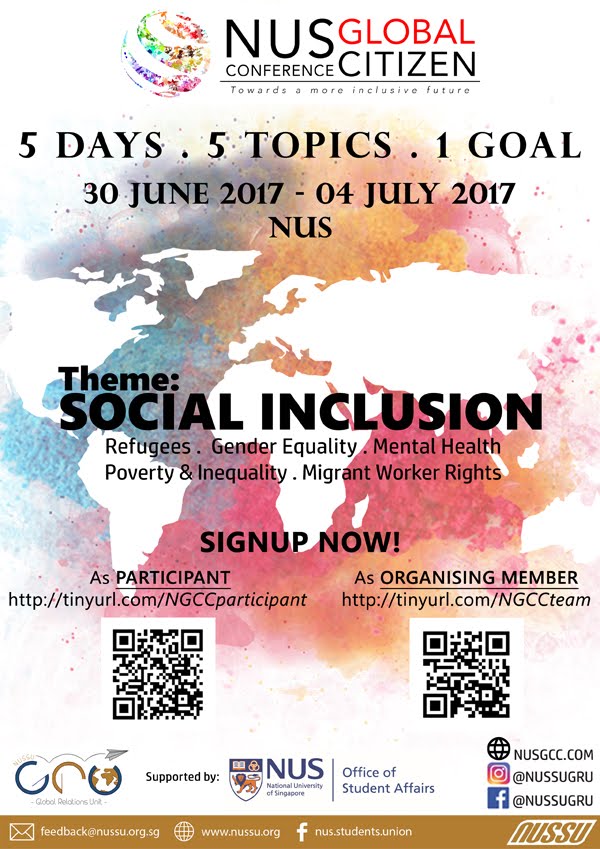 NUS GLOBAL
CONFERENCE CITIZEN
Towards a more inclusive future
5 DAYS . 5 TOPICS . 1 GOAL
30 JUNE 2017 - 04 JULY 2017
NUS
Theme:
SOCIAL INCLUSION
Refugees . Gender Equality . Mental Health
Poverty & Inequality . Migrant Worker Rights
SIGNUP NOW!
As PARTICIPANT
http://tinyurl.com/NGCCparticipant
As ORGANISING MEMBER
http://tinyurl.com/NGCCteam
NUSSU
GRU
- Global Relations Unit -
Supported by:
NUS
National University
of Singapore
Office of
Student Affairs
NUSGCC.COM
@NUSSUGRU
@NUSSUGRU
feedback@nussu.org.sg
www.nussu.org
nus.students.union
NUSSU